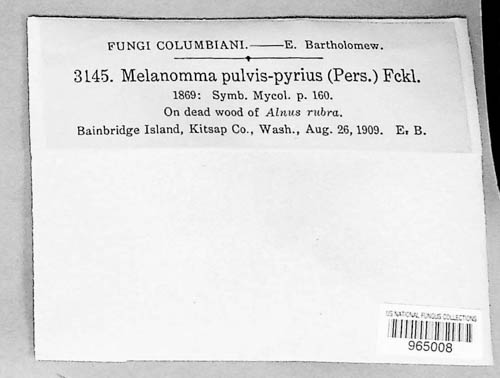 FUNGI COLUMBIANI.——E. Bartholomew.
3145. Melanomma pulvis-pyrius (Pers.) Fckl.
1869: Symb. Mycol. p. 160.
On dead wood of Alnus rubra.
Bainbridge Island, Kitsap Co., Wash., Aug. 26, 1909. E. B.
US NATIONAL FUNGUS COLLECTIONS
965008